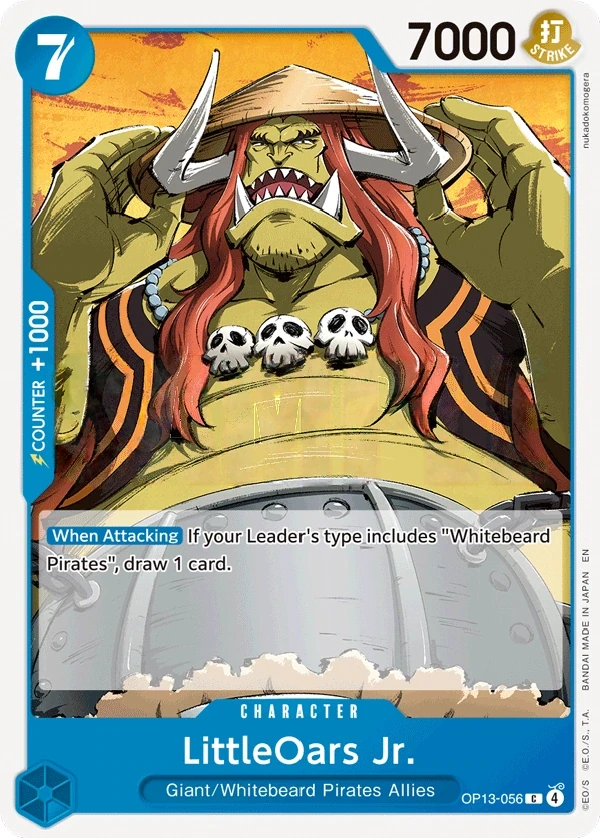 7
7000
打
STRIKE
nukadokomogera
COUNTER +1000
When Attacking If your Leader's type includes "Whitebeard
Pirates", draw 1 card.
CHARACTER
LittleOars Jr.
Giant/Whitebeard Pirates Allies
OP13-056 C 4
©E.O/S ©E.O./S., T.A. BANDAI MADE IN JAPAN EN